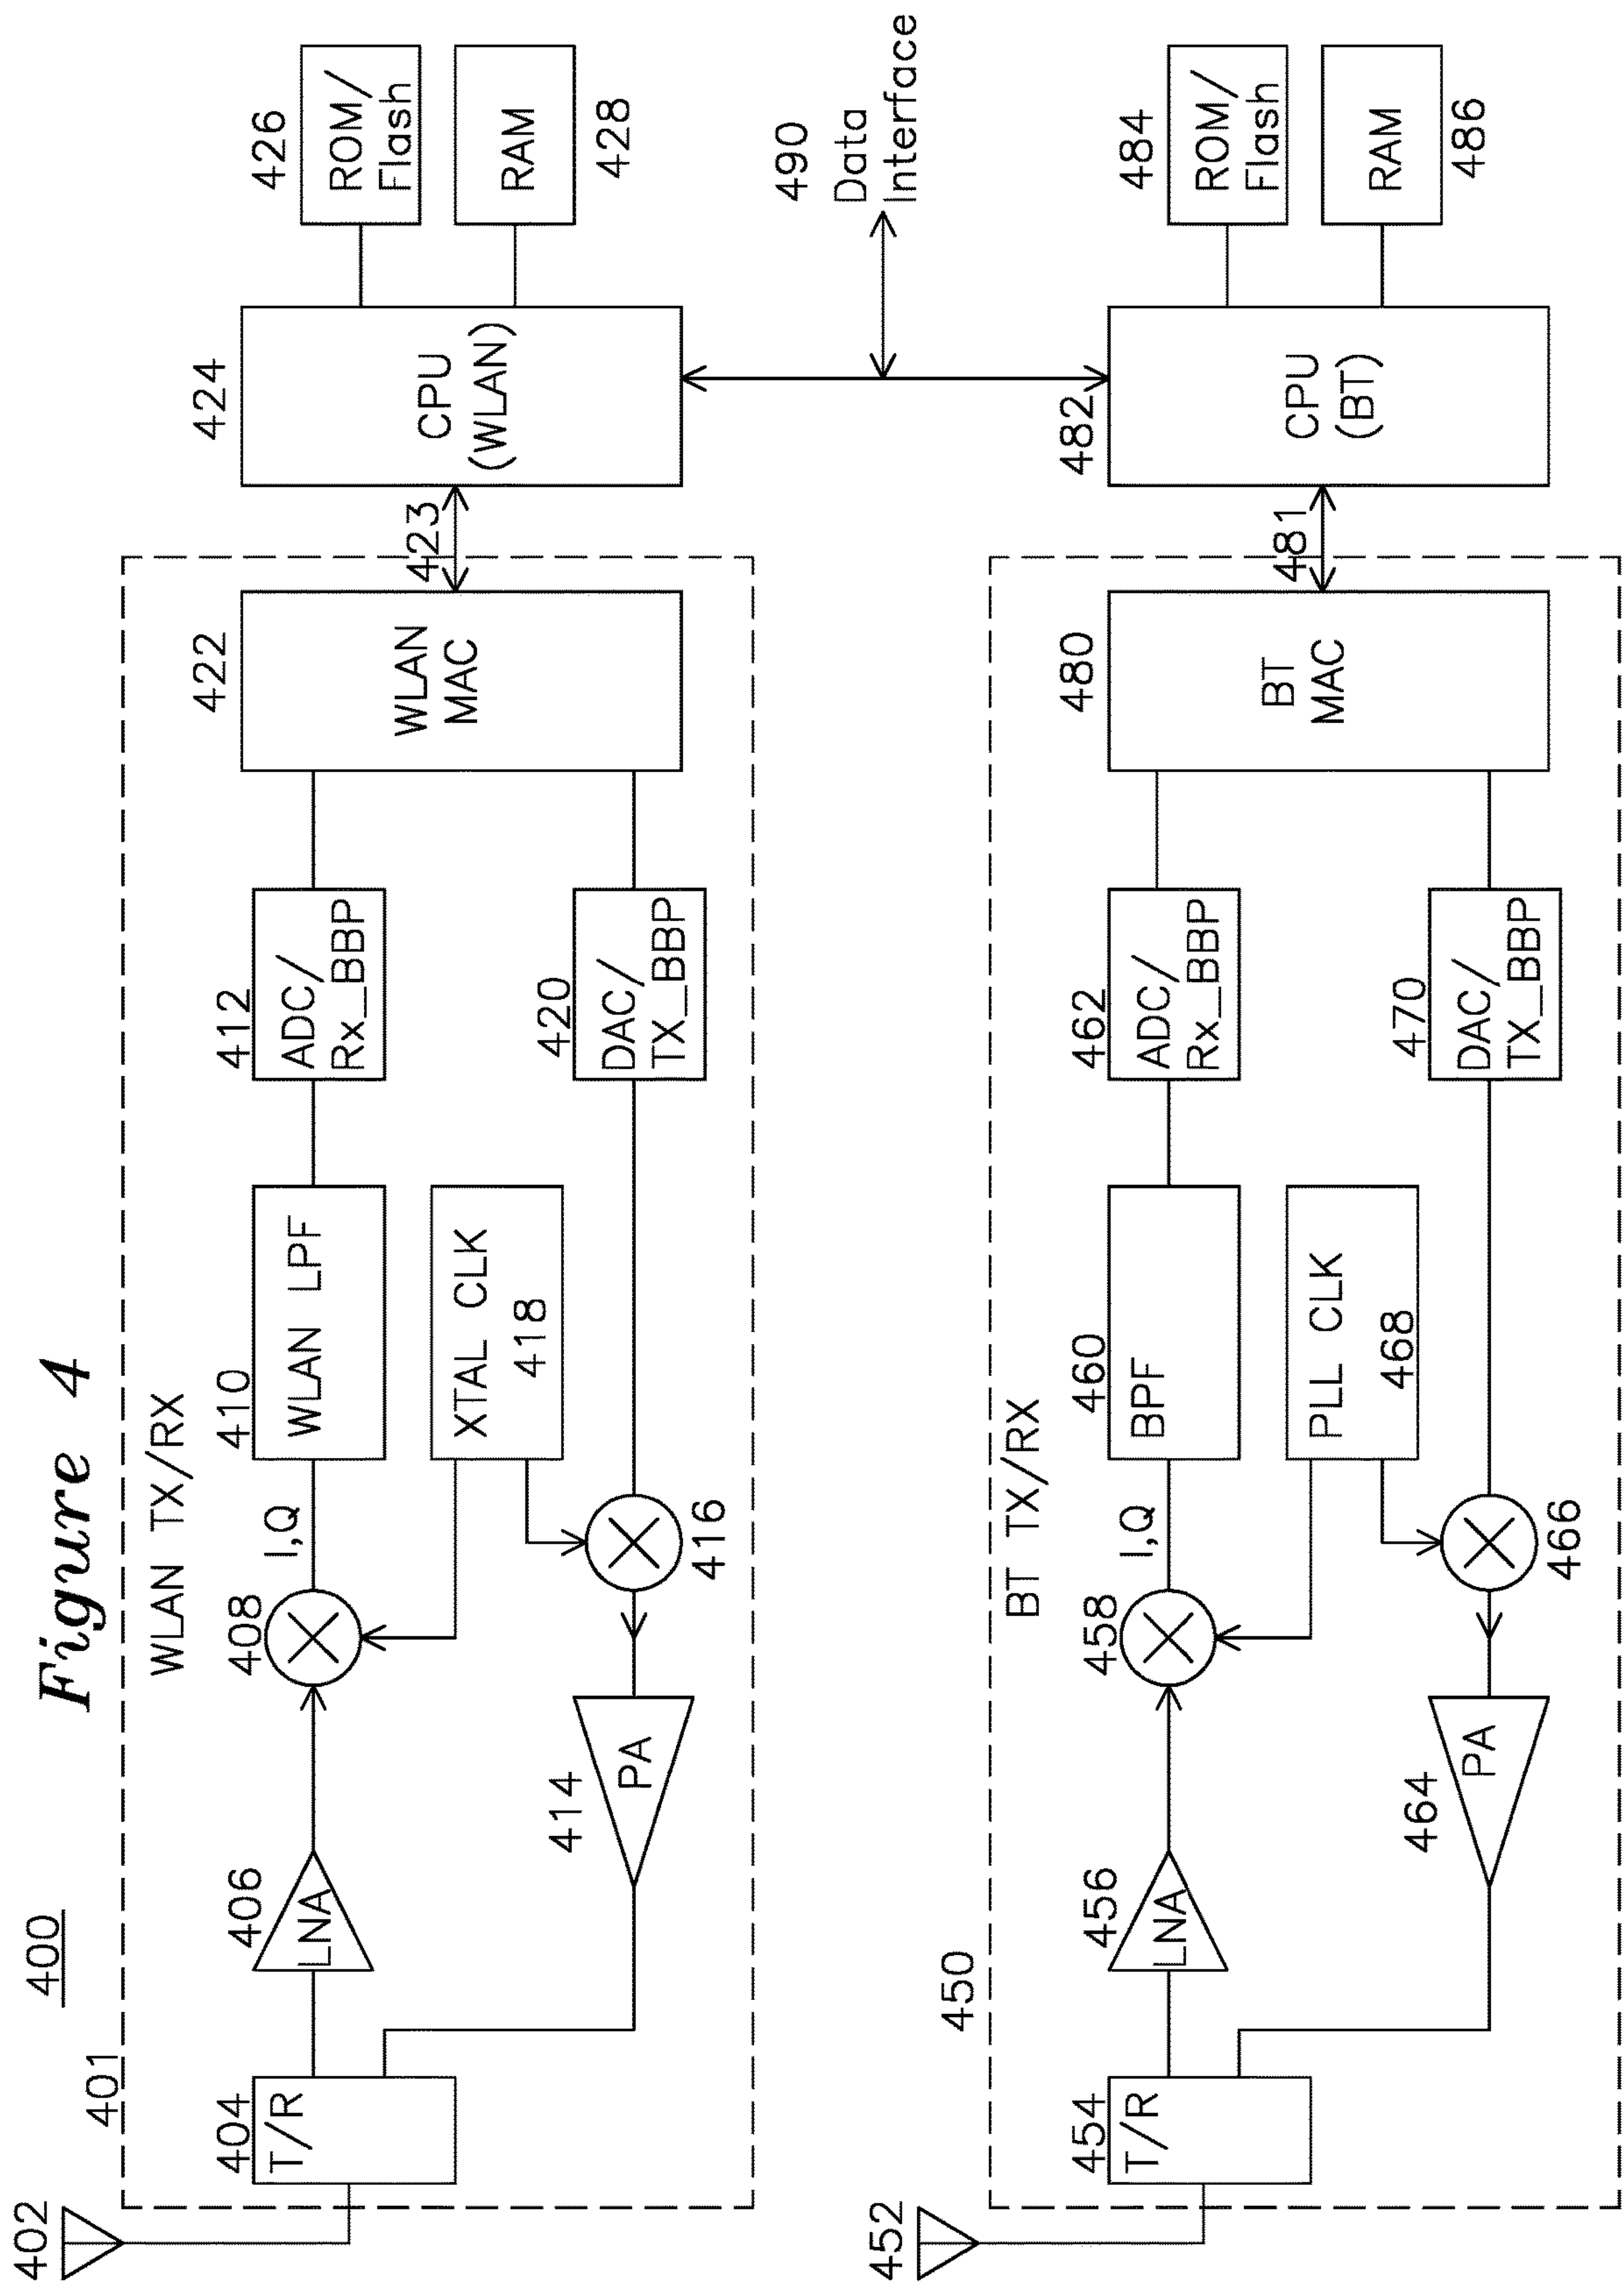 Figure 4
400
402
401
WLAN TX/RX
404
T/R
406
LNA
408
I,Q
410
WLAN LPF
412
ADC/
Rx_BBP
422
WLAN
MAC
423
424
CPU
(WLAN)
426
ROM/
Flash
RAM
428
XTAL CLK
418
414
PA
416
420
DAC/
TX_BBP
490
Data
Interface
452
450
BT TX/RX
454
T/R
456
LNA
458
I,Q
460
BPF
462
ADC/
Rx_BBP
480
BT
MAC
481
482
CPU
(BT)
484
ROM/
Flash
RAM
486
PLL CLK
468
464
PA
466
470
DAC/
TX_BBP